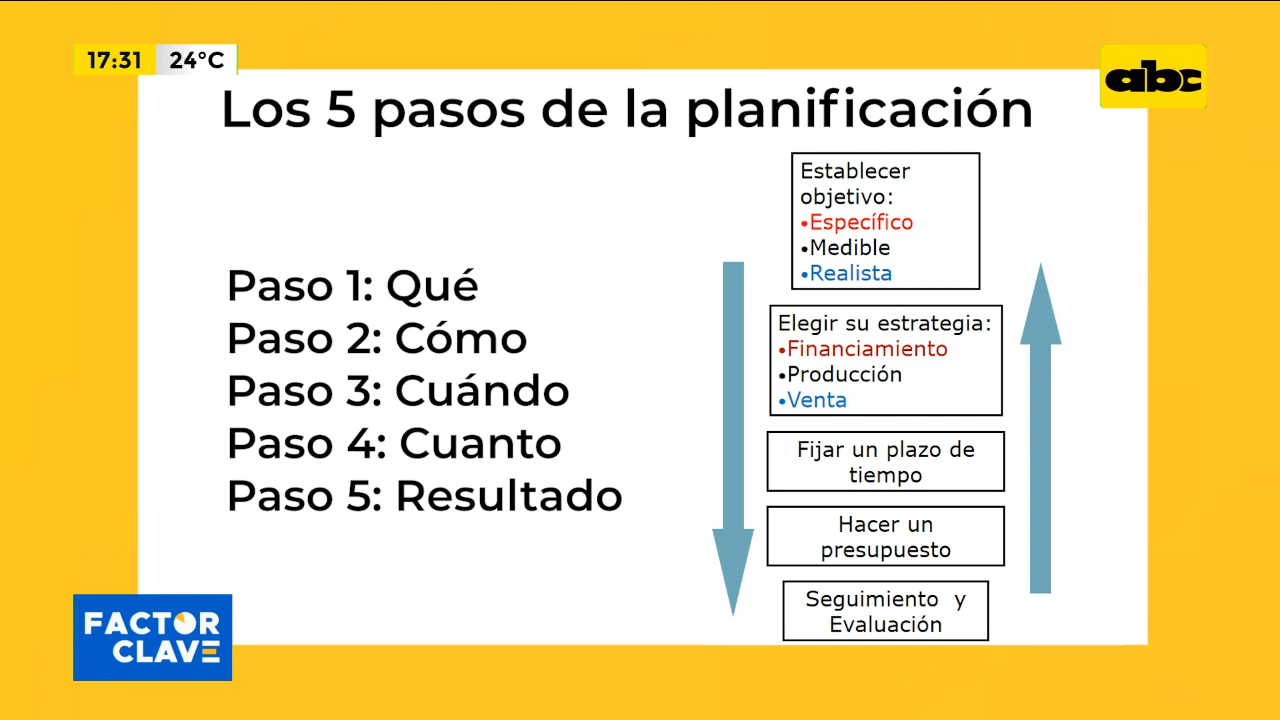 17:31 24°C
abc
Los 5 pasos de la planificación
Paso 1: Qué
Paso 2: Cómo
Paso 3: Cuándo
Paso 4: Cuanto
Paso 5: Resultado
Establecer
objetivo:
•Específico
•Medible
•Realista
Elegir su estrategia:
•Financiamiento
•Producción
•Venta
Fijar un plazo de
tiempo
Hacer un
presupuesto
Seguimiento y
Evaluación
FACTOR
CLAVE